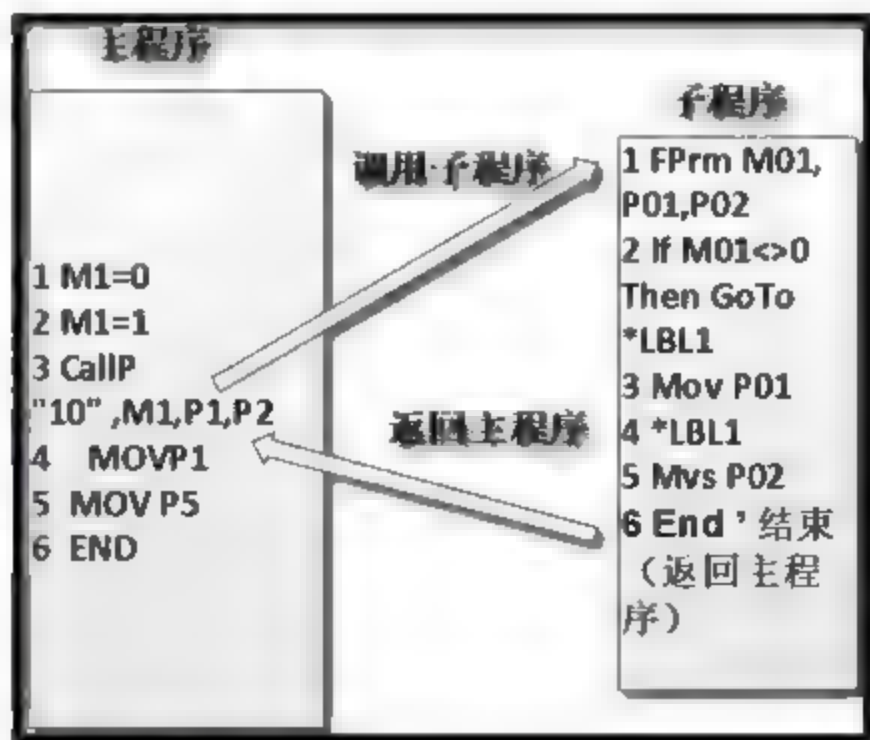 主程序
1 M1=0
2 M1=1
3 CallP
"10" ,M1,P1,P2
4 MOVP1
5 MOV P5
6 END
调用子程序
返回主程序
子程序
1 FPrm M01,
P01,P02
2 If M01<>0
Then GoTo
*LBL1
3 Mov P01
4 *LBL1
5 Mvs P02
6 End ' 结束
（返回主程
序）